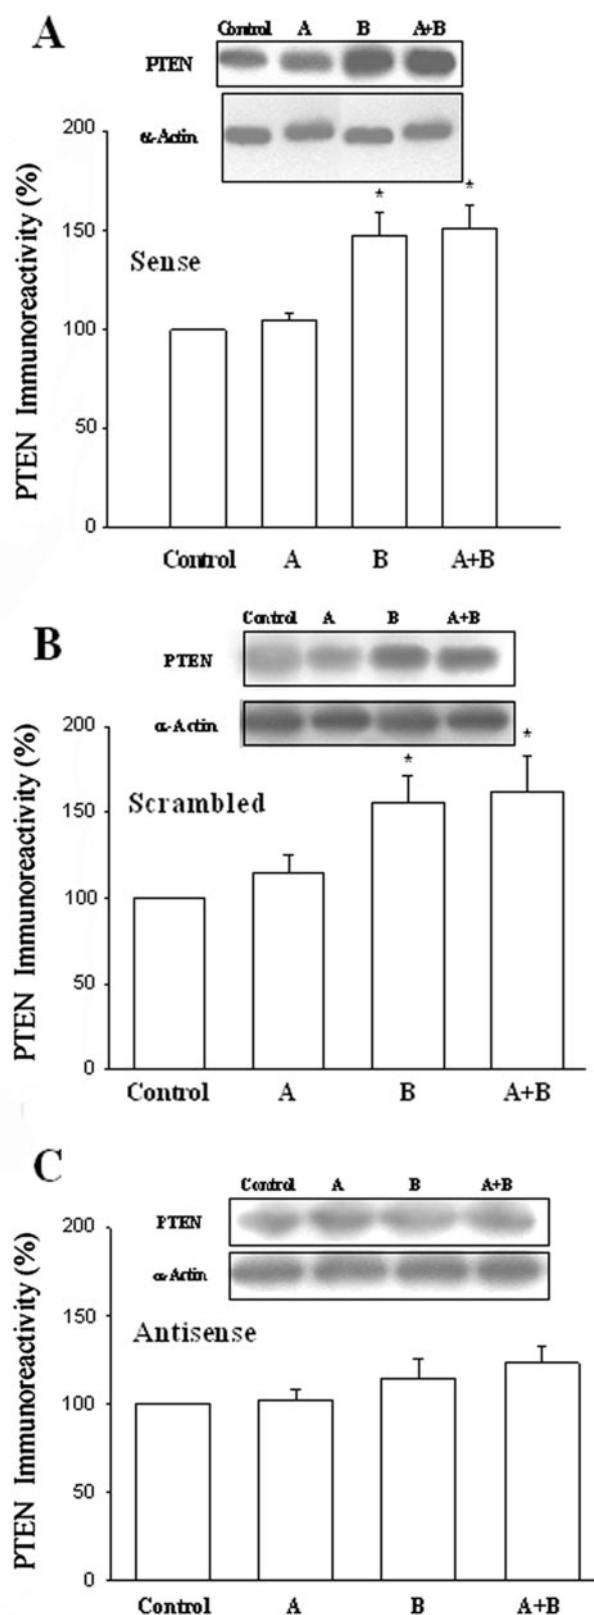 A
Control A B A+B
PTEN
α-Actin
200
150
100
50
0
PTEN Immunoreactivity (%)
*
*
Sense
Control A B A+B
B
Control A B A+B
PTEN
α-Actin
200
150
100
50
0
PTEN Immunoreactivity (%)
*
*
Scrambled
Control A B A+B
C
Control A B A+B
PTEN
α-Actin
200
150
100
50
0
PTEN Immunoreactivity (%)
Antisense
Control A B A+B